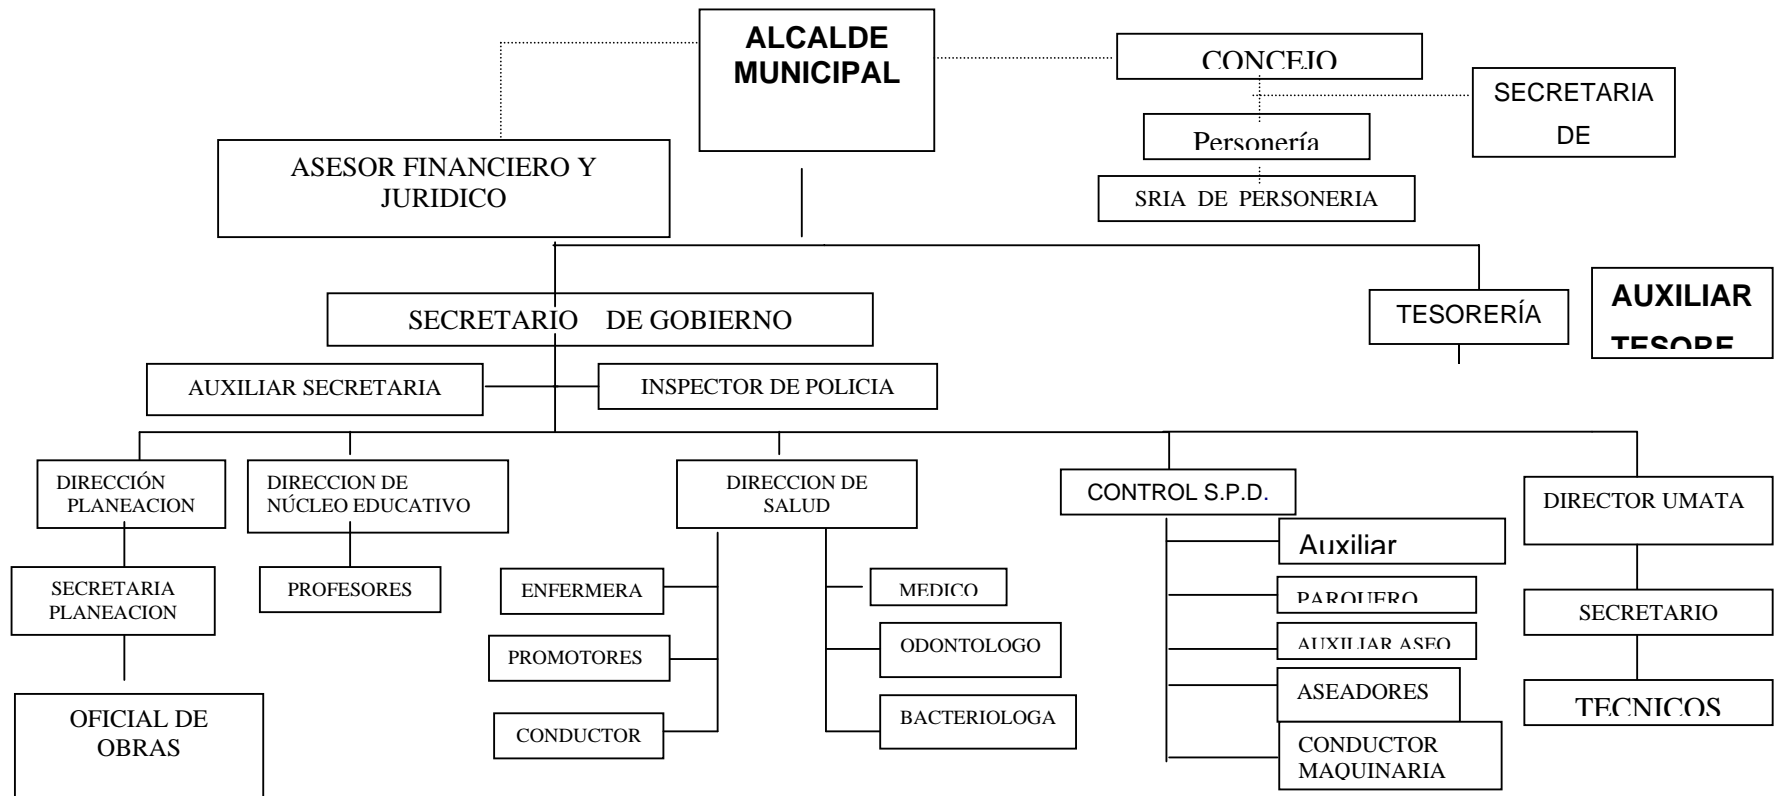 ALCALDE
MUNICIPAL
CONCEJO
SECRETARIA
DE
Personería
ASESOR FINANCIERO Y
JURIDICO
SRIA DE PERSONERIA
SECRETARIO DE GOBIERNO
TESORERÍA
AUXILIAR
TESORE
AUXILIAR SECRETARIA
INSPECTOR DE POLICIA
DIRECCIÓN
PLANEACION
DIRECCION DE
NÚCLEO EDUCATIVO
DIRECCION DE
SALUD
CONTROL S.P.D.
DIRECTOR UMATA
SECRETARIA
PLANEACION
PROFESORES
ENFERMERA
MEDICO
Auxiliar
PARQUERO
SECRETARIO
PROMOTORES
ODONTOLOGO
AUXILIAR ASEO
ASEADORES
TECNICOS
OFICIAL DE
OBRAS
CONDUCTOR
BACTERIOLOGA
CONDUCTOR
MAQUINARIA